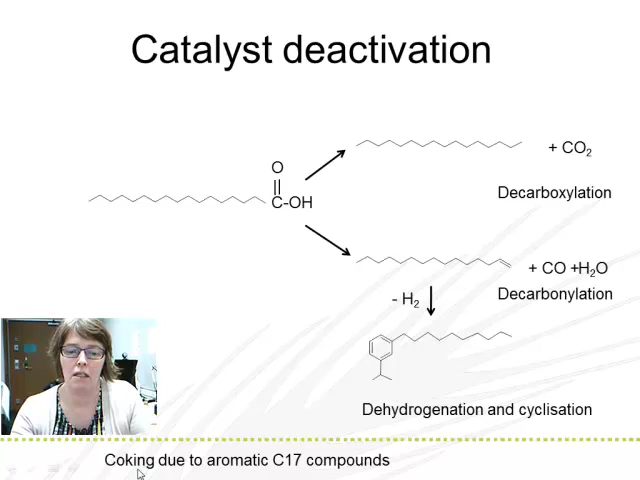 Catalyst deactivation
O
C-OH
+ CO2
Decarboxylation
+ CO +H2O
Decarbonylation
- H2
Dehydrogenation and cyclisation
Coking due to aromatic C17 compounds